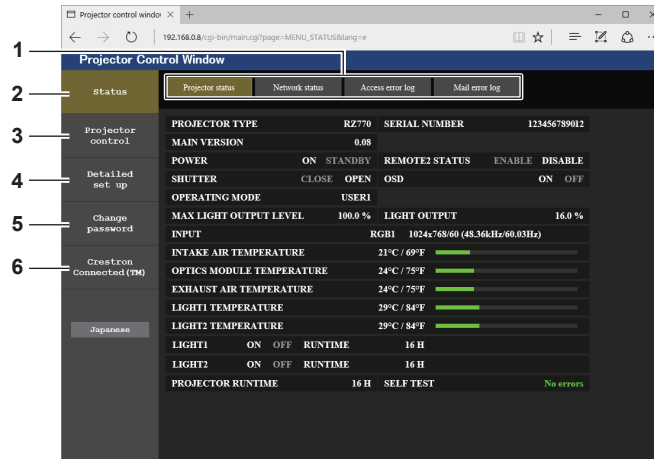 Projector control window
192.168.0.8/cgi-bin/main.cgi?page=MENU_STATUS&lang=e
Projector Control Window
1
2
3
4
5
6
Status
Projector control
Detailed set up
Change password
Crestron Connected(TM)
Japanese
Projector status Network status Access error log Mail error log
PROJECTOR TYPE RZ770 SERIAL NUMBER 123456789012
MAIN VERSION 0.08
POWER ON STANDBY REMOTE2 STATUS ENABLE DISABLE
SHUTTER CLOSE OPEN OSD ON OFF
OPERATING MODE USER1
MAX LIGHT OUTPUT LEVEL 100.0 % LIGHT OUTPUT 16.0 %
INPUT RGB1 1024x768/60 (48.36kHz/60.03Hz)
INTAKE AIR TEMPERATURE 21°C / 69°F
OPTICS MODULE TEMPERATURE 24°C / 75°F
EXHAUST AIR TEMPERATURE 24°C / 75°F
LIGHT1 TEMPERATURE 29°C / 84°F
LIGHT2 TEMPERATURE 29°C / 84°F
LIGHT1 ON OFF RUNTIME 16 H
LIGHT2 ON OFF RUNTIME 16 H
PROJECTOR RUNTIME 16 H SELF TEST No errors